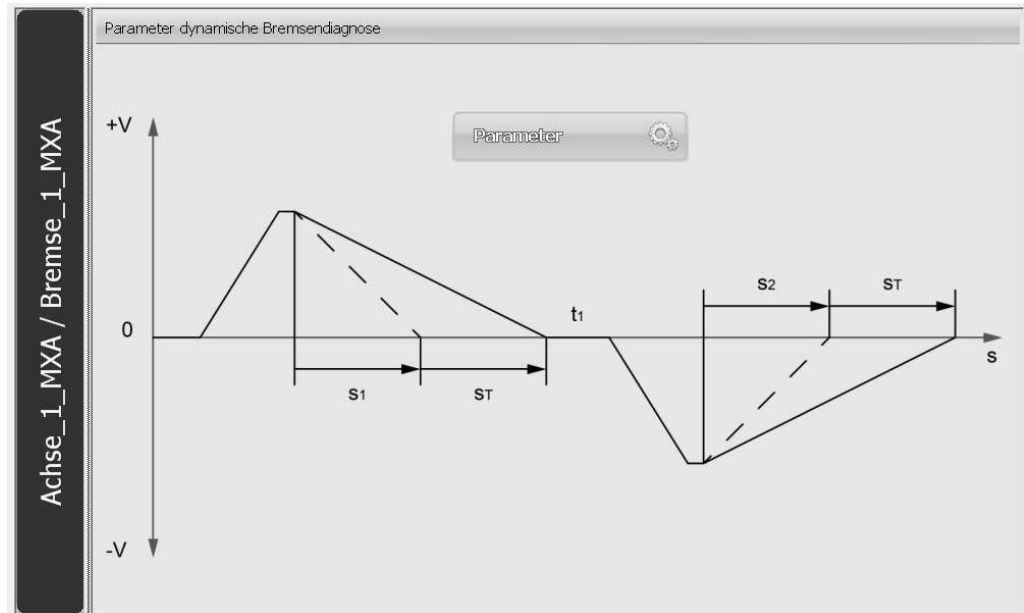 Parameter dynamische Bremsendiagnose
Achse_1_MXA / Bremse_1_MXA
+V
Parameter
s2
sT
0
t1
s
s1
sT
-V